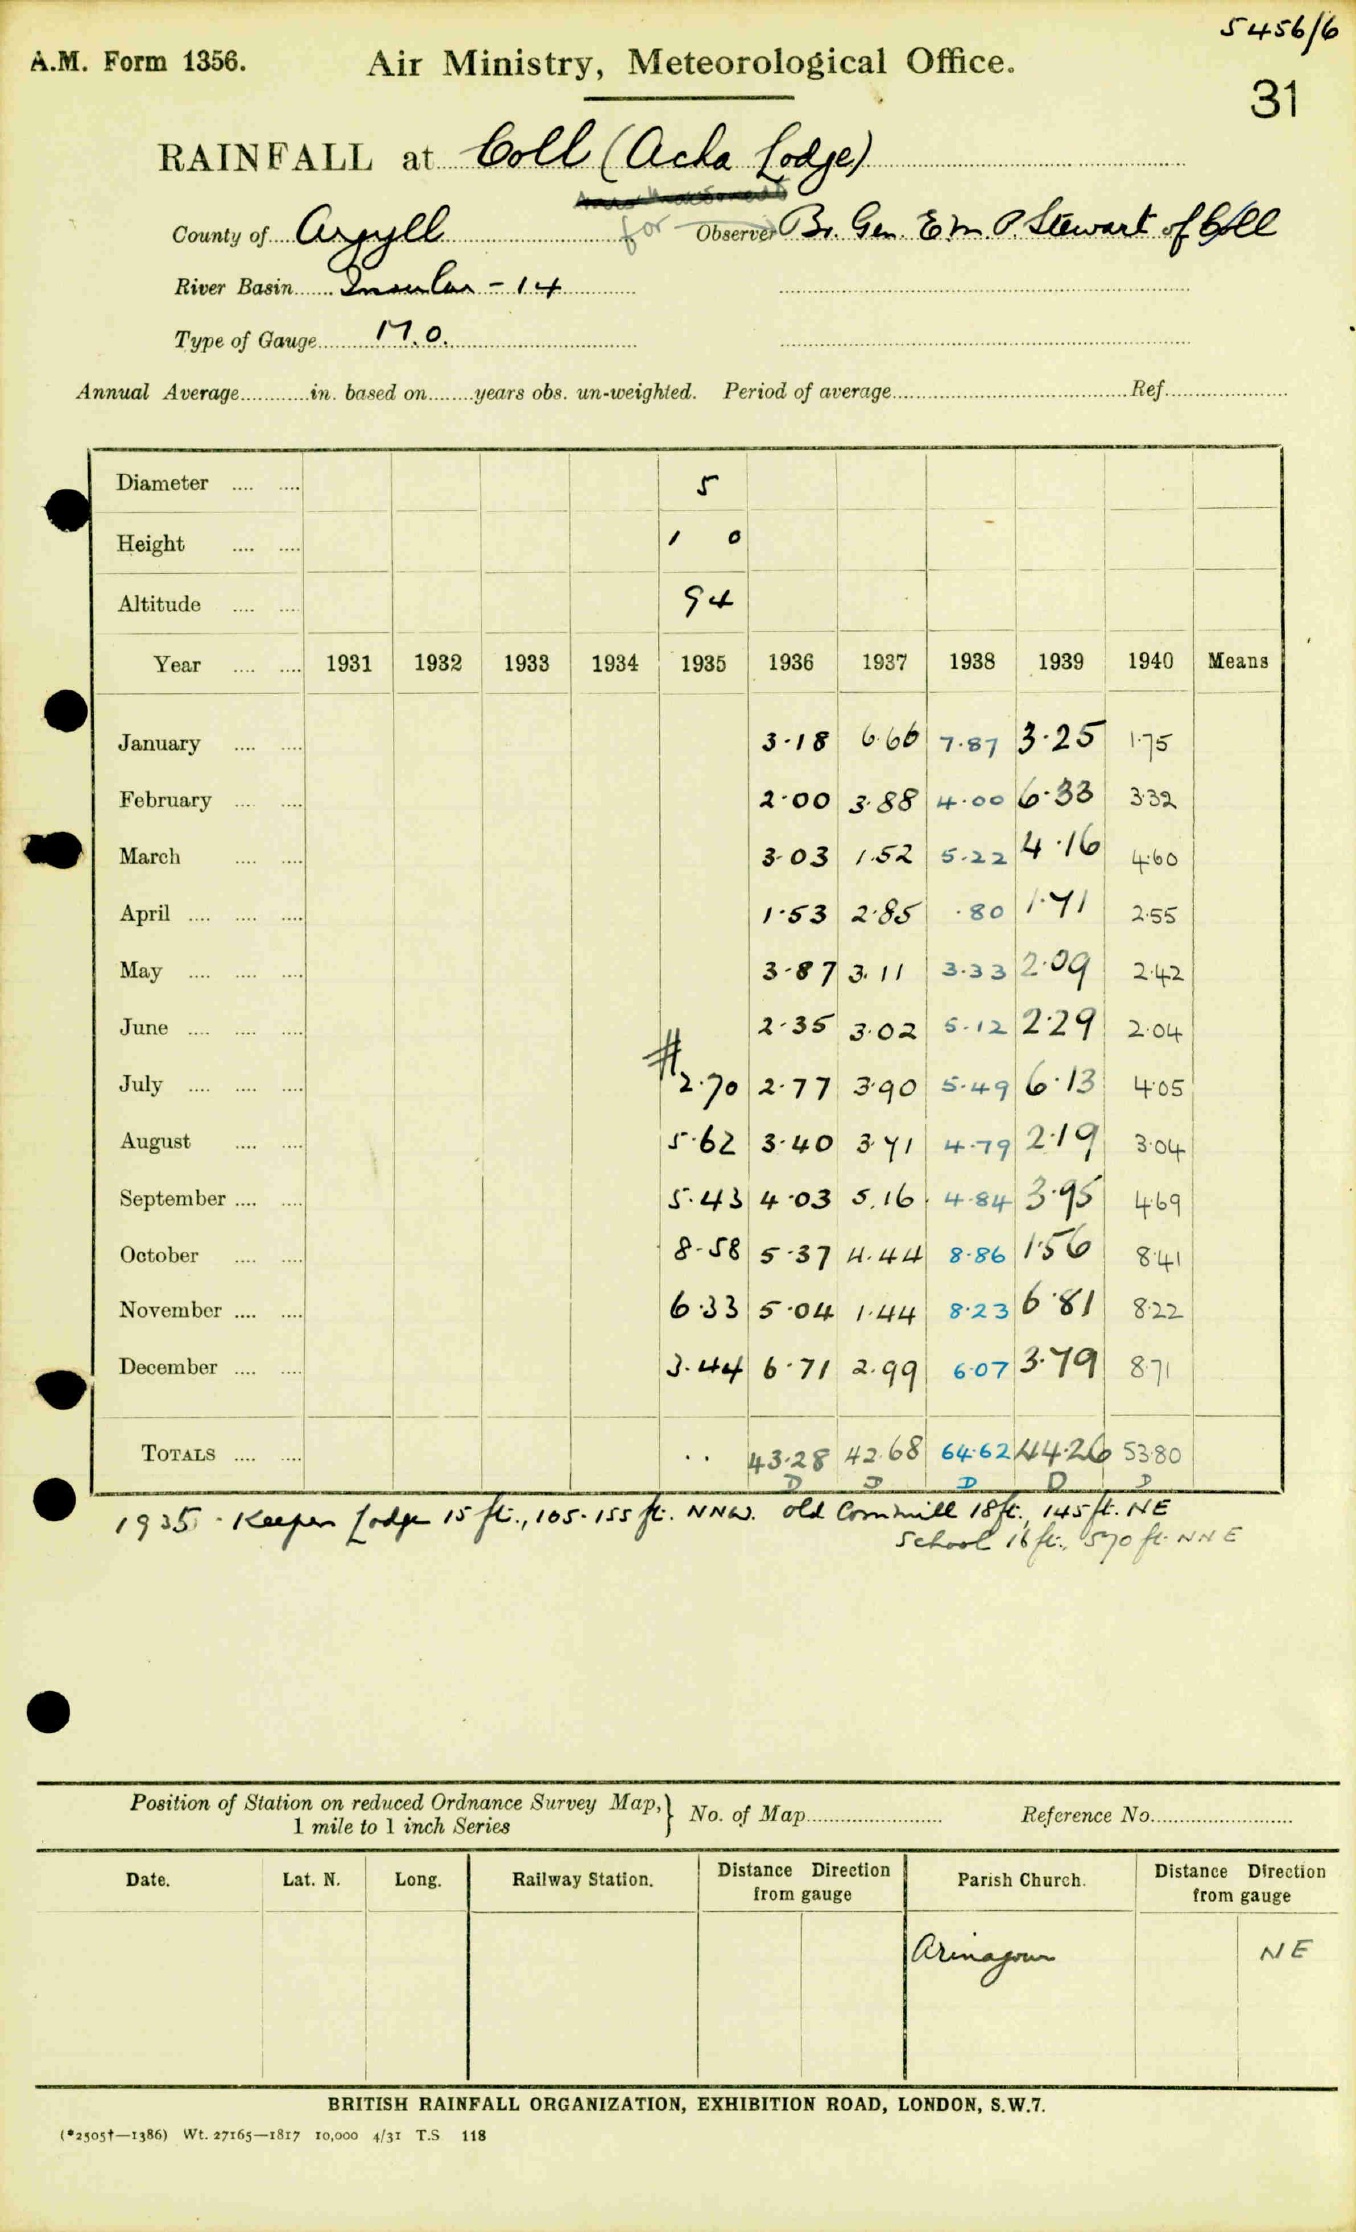 5456/6
A.M. Form 1356. Air Ministry, Meteorological Office.
31
RAINFALL at Coll (Acha Lodge)
County of Argyll for Observer Br. Gen. E.M.P. Stewart of Coll
River Basin Insular - 14
Type of Gauge M.O.
Annual Average in. based on years obs. un-weighted. Period of average Ref.
Diameter 5
Height 1 0
Altitude 94
Year 1931 1932 1933 1934 1935 1936 1937 1938 1939 1940 Means
January 3·18 6·66 7·87 3·25 1·75
February 2·00 3·88 4·00 6·33 3·32
March 3·03 1·52 5·22 4·16 4·60
April 1·53 2·85 ·80 1·71 2·55
May 3·87 3·11 3·33 2·09 2·42
June 2·35 3·02 5·12 2·29 2·04
July #2·70 2·77 3·90 5·49 6·13 4·05
August 5·62 3·40 3·71 4·79 2·19 3·04
September 5·43 4·03 5·16 4·84 3·95 4·69
October 8·58 5·37 4·44 8·86 1·56 8·41
November 6·33 5·04 1·44 8·23 6·81 8·22
December 3·44 6·71 2·99 6·07 3·79 8·71
TOTALS .. 43·28 42·68 64·62 44·26 53·80
D D D D D
1935 - Keepers Lodge 15 ft., 105-155 ft. NNW. Old Cornmill 18 ft., 145 ft. NE
School 16 ft., 570 ft. NNE
Position of Station on reduced Ordnance Survey Map,} No. of Map Reference No.
1 mile to 1 inch Series
Date. Lat. N. Long. Railway Station. Distance Direction from gauge Parish Church. Distance Direction from gauge
Arinagour NE
BRITISH RAINFALL ORGANIZATION, EXHIBITION ROAD, LONDON, S.W.7.
(*2505†—1386) Wt. 27165—1817 10,000 4/31 T.S 118